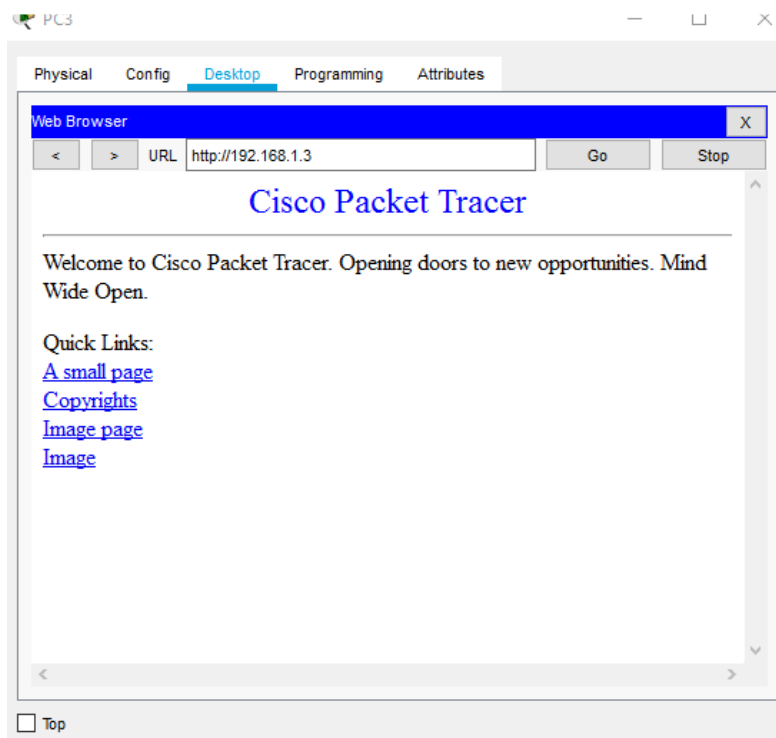 PC3
Physical Config Desktop Programming Attributes
Web Browser X
< > URL http://192.168.1.3 Go Stop
Cisco Packet Tracer
Welcome to Cisco Packet Tracer. Opening doors to new opportunities. Mind
Wide Open.
Quick Links:
A small page
Copyrights
Image page
Image
Top